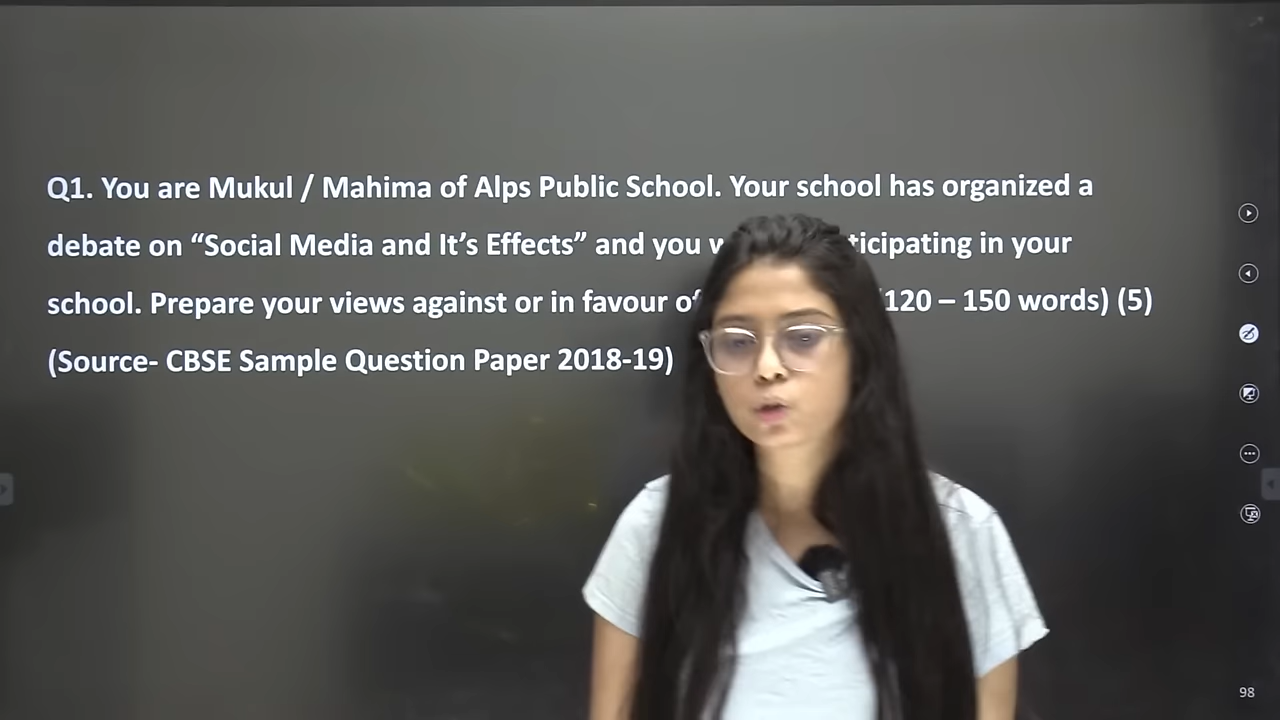 Q1. You are Mukul / Mahima of Alps Public School. Your school has organized a
debate on “Social Media and It’s Effects” and you in your
school. Prepare your views against or in favour 120 – 150 words) (5)
(Source- CBSE Sample Question Paper 2018-19)
98